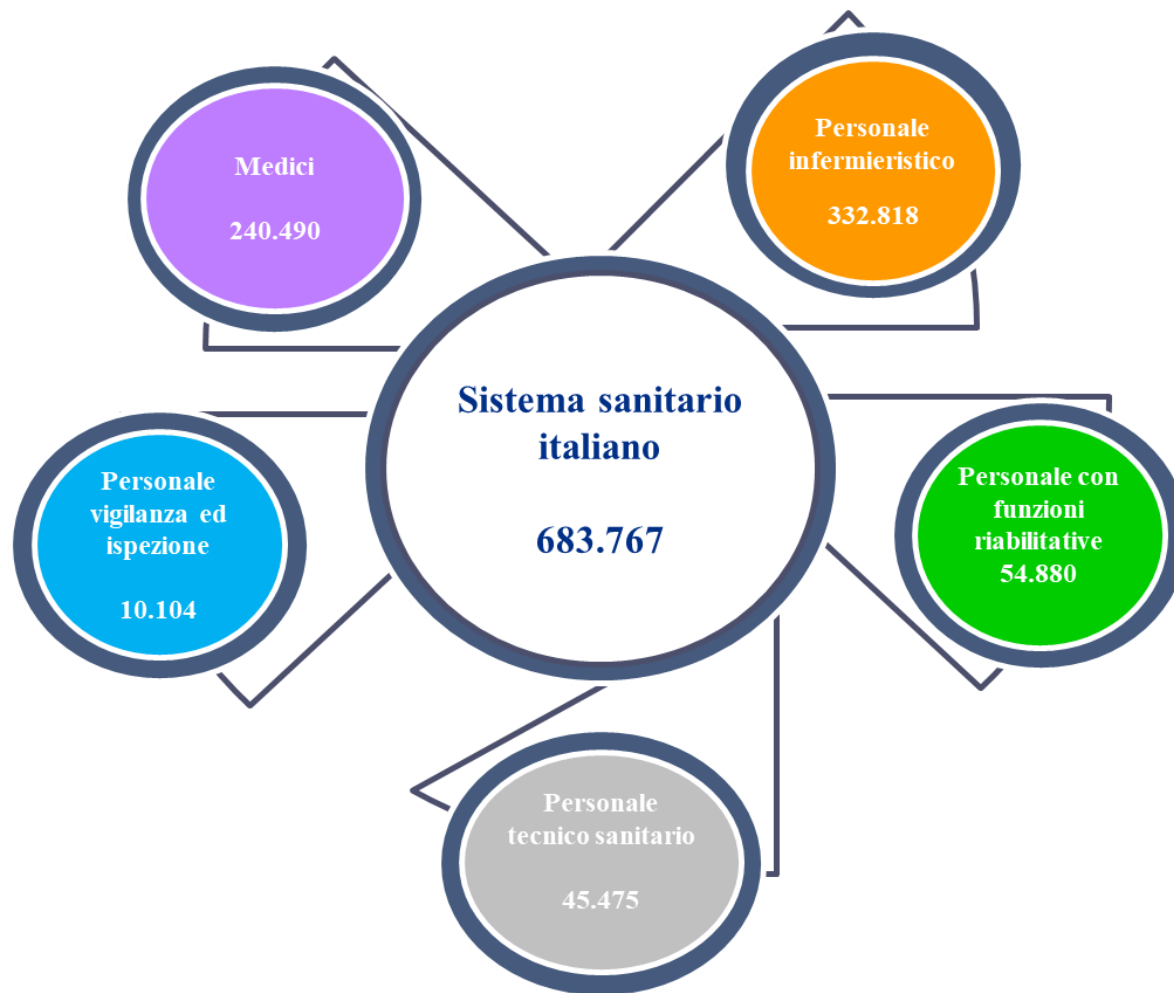 Medici
240.490
Personale
infermieristico
332.818
Sistema sanitario
italiano
683.767
Personale
vigilanza ed
ispezione
10.104
Personale con
funzioni
riabilitative
54.880
Personale
tecnico sanitario
45.475